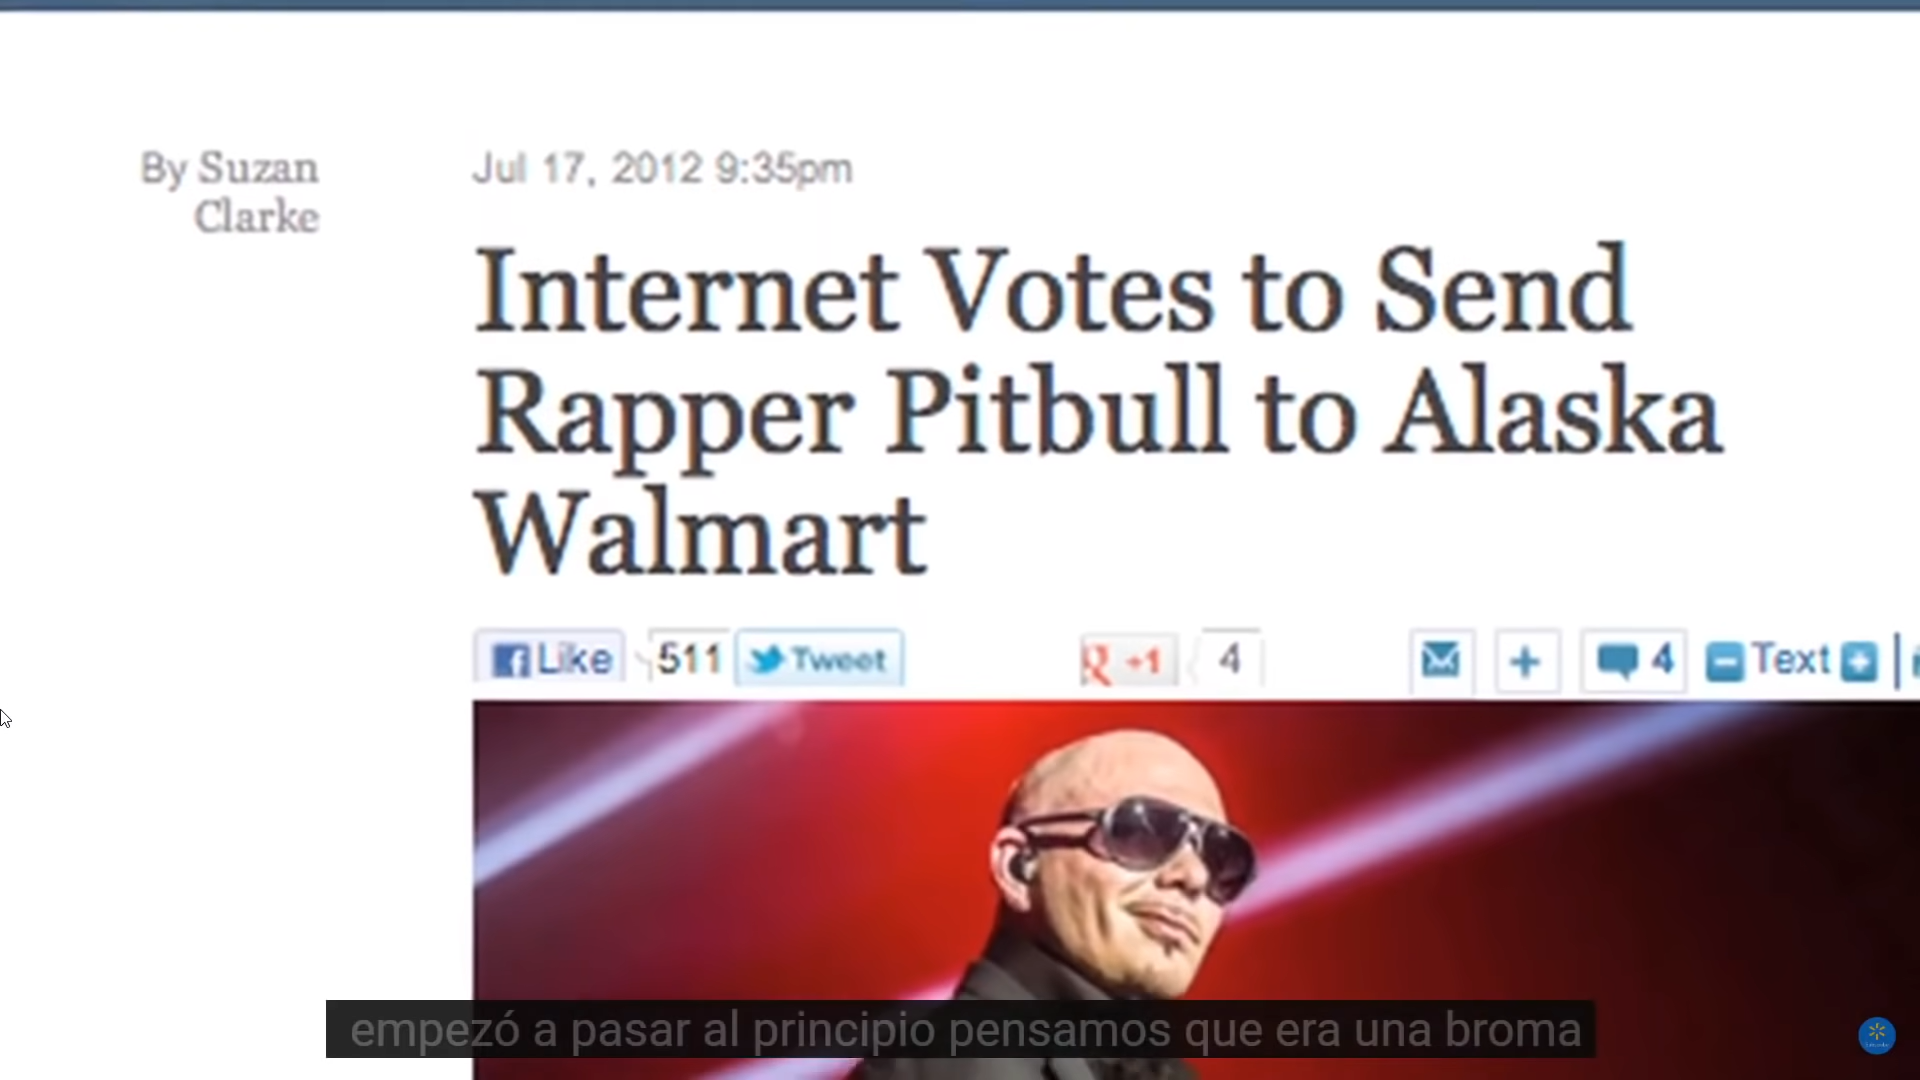 By Suzan
Clarke
Jul 17, 2012 9:35pm
Internet Votes to Send
Rapper Pitbull to Alaska
Walmart
Like 511 Tweet +1 4 4 Text
empezó a pasar al principio pensamos que era una broma